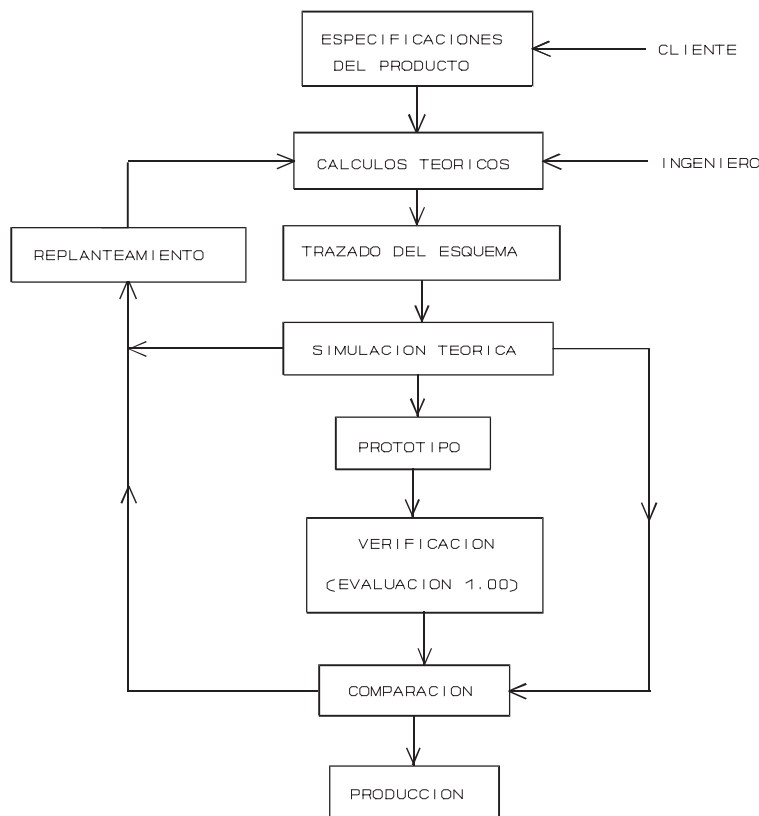 ESPECIFICACIONES
DEL PRODUCTO
CLIENTE
CALCULOS TEORICOS
INGENIERO
REPLANTEAMIENTO
TRAZADO DEL ESQUEMA
SIMULACION TEORICA
PROTOTIPO
VERIFICACION
(EVALUACION 1.00)
COMPARACION
PRODUCCION